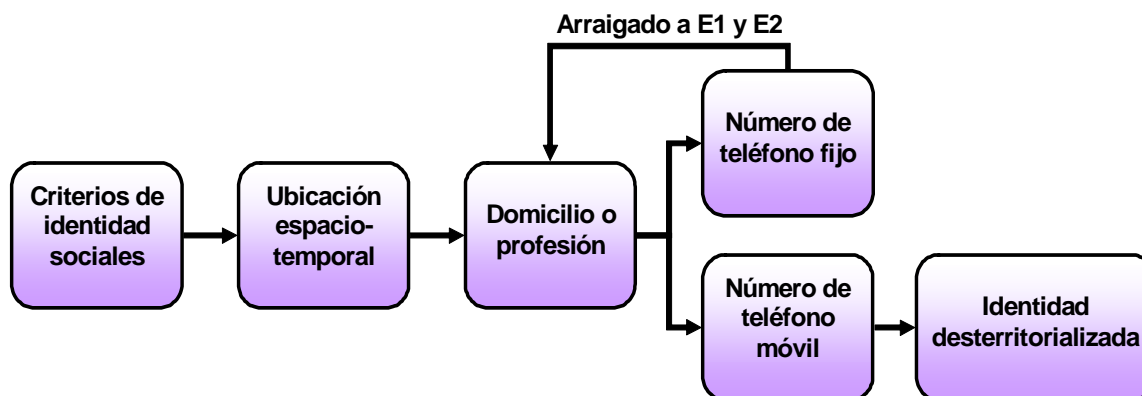 Arraigado a E1 y E2
Número de
teléfono fijo
Criterios de
identidad
sociales
Ubicación
espacio-
temporal
Domicilio o
profesión
Número de
teléfono
móvil
Identidad
desterritorializada